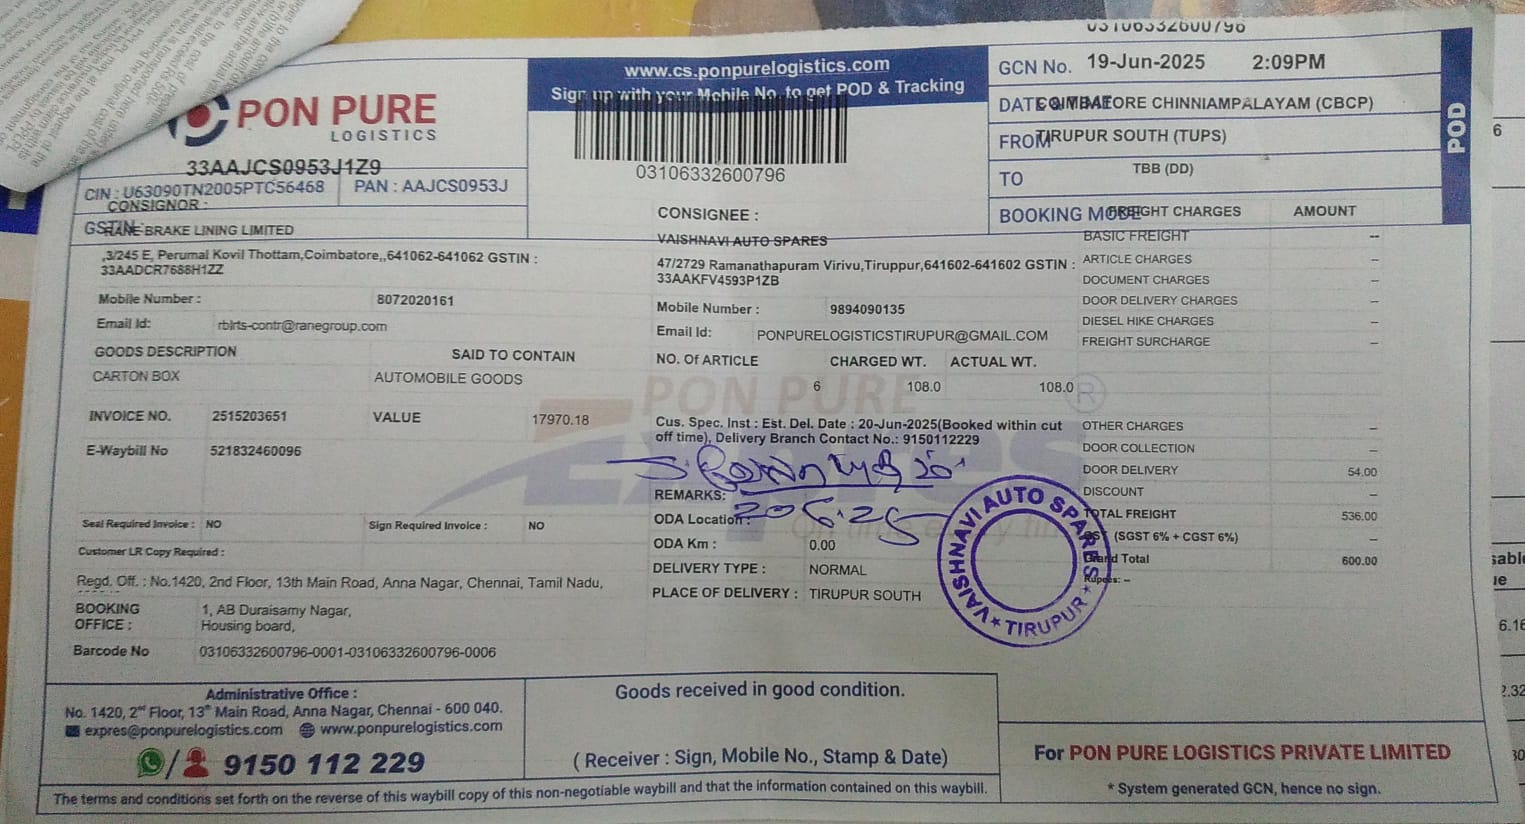 03106332600796
PON PURE
LOGISTICS
33AAJCS0953J1Z9
CIN : U63090TN2005PTC56468 PAN : AAJCS0953J
www.cs.ponpurelogistics.com
Sign up with your Mobile No. to get POD & Tracking
03106332600796
GCN No. 19-Jun-2025 2:09PM
DATE & TIME COIMBATORE CHINNIAMPALAYAM (CBCP)
FROM TIRUPUR SOUTH (TUPS)
TO TBB (DD)
BOOKING MODE
POD
CONSIGNOR :
GSTIN :
RANE BRAKE LINING LIMITED
,3/245 E, Perumal Kovil Thottam,Coimbatore,,641062-641062 GSTIN :
33AADCR7688H1ZZ
Mobile Number : 8072020161
Email Id: rblrts-contr@ranegroup.com
GOODS DESCRIPTION SAID TO CONTAIN
CARTON BOX AUTOMOBILE GOODS
INVOICE NO. 2515203651 VALUE 17970.18
E-Waybill No 521832460096
Seal Required Invoice : NO Sign Required Invoice : NO
Customer LR Copy Required :
Regd. Off. : No.1420, 2nd Floor, 13th Main Road, Anna Nagar, Chennai, Tamil Nadu,
BOOKING OFFICE : 1, AB Duraisamy Nagar,
Housing board,
Barcode No 03106332600796-0001-03106332600796-0006
CONSIGNEE :
VAISHNAVI AUTO SPARES
47/2729 Ramanathapuram Virivu,Tiruppur,641602-641602 GSTIN :
33AAKFV4593P1ZB
Mobile Number : 9894090135
Email Id: PONPURELOGISTICSTIRUPUR@GMAIL.COM
NO. Of ARTICLE CHARGED WT. ACTUAL WT.
6 108.0 108.0
PON PURE
Cus. Spec. Inst : Est. Del. Date : 20-Jun-2025(Booked within cut
off time), Delivery Branch Contact No.: 9150112229
REMARKS:
20 6.25
ODA Location :
ODA Km : 0.00
DELIVERY TYPE : NORMAL
PLACE OF DELIVERY : TIRUPUR SOUTH
VAISHNAVI AUTO SPARES
★ TIRUPUR ★
FREIGHT CHARGES AMOUNT
BASIC FREIGHT --
ARTICLE CHARGES --
DOCUMENT CHARGES --
DOOR DELIVERY CHARGES --
DIESEL HIKE CHARGES --
FREIGHT SURCHARGE --
OTHER CHARGES --
DOOR COLLECTION --
DOOR DELIVERY 54.00
DISCOUNT --
TOTAL FREIGHT 536.00
GST (SGST 6% + CGST 6%) --
Grand Total 600.00
Rupees: --
Administrative Office :
No. 1420, 2nd Floor, 13th Main Road, Anna Nagar, Chennai - 600 040.
expres@ponpurelogistics.com www.ponpurelogistics.com
9150 112 229
Goods received in good condition.
( Receiver : Sign, Mobile No., Stamp & Date)
For PON PURE LOGISTICS PRIVATE LIMITED
* System generated GCN, hence no sign.
The terms and conditions set forth on the reverse of this waybill copy of this non-negotiable waybill and that the information contained on this waybill.